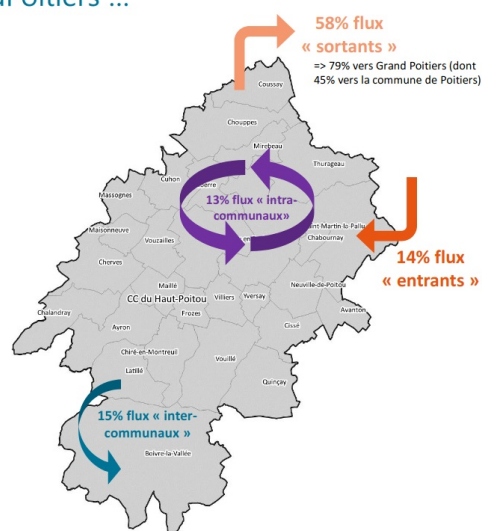 58% flux
« sortants »
=> 79% vers Grand Poitiers (dont
45% vers la commune de Poitiers)
Coussay
Chouppes
Mirebeau
Thurageau
Cuhon
Massognes
13% flux « intra-
communaux»
Maisonneuve
Vouzailles
Chabournay
Cherves
14% flux
« entrants »
Maillé
Neuville-de-Poitou
CC du Haut-Poitou
Villiers
Yversay
Chalandray
Frozes
Avanton
Ayron
Cissé
Chiré-en-Montreuil
Vouillé
Latillé
Quinçay
15% flux « inter-
communaux »
Boivre-la-Vallée